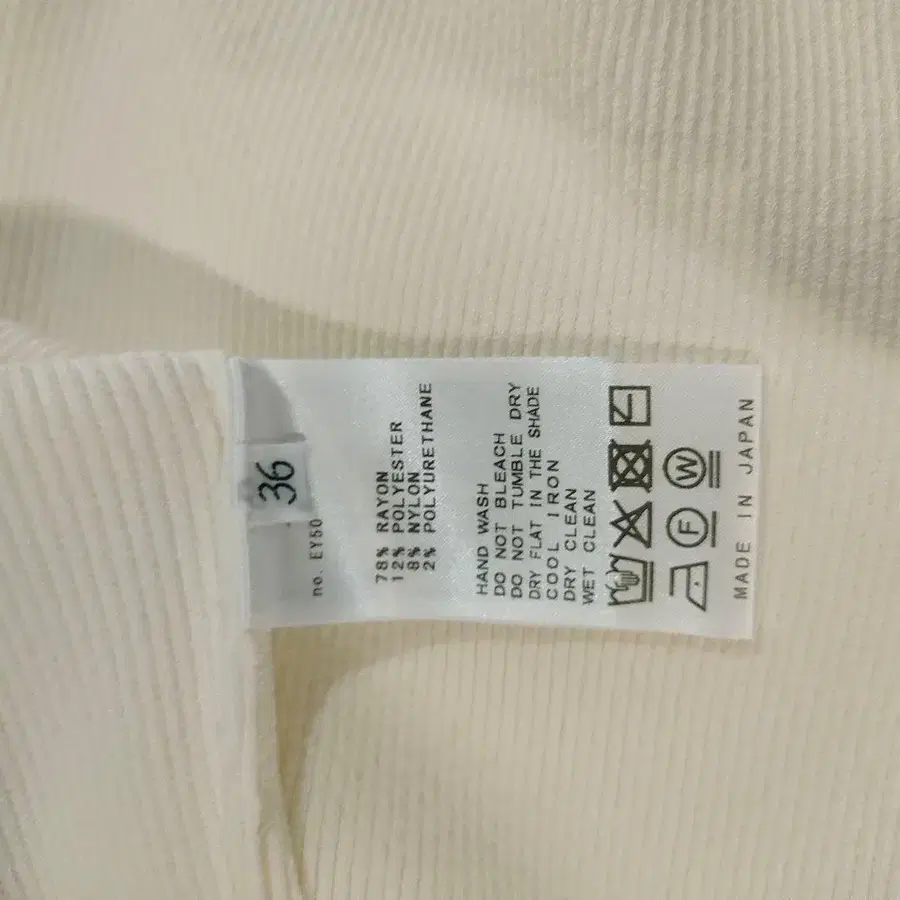 36
no. EY50
78% RAYON
12% POLYESTER
8% NYLON
2% POLYURETHANE
HAND WASH
DO NOT BLEACH
DO NOT TUMBLE DRY
DRY FLAT IN THE SHADE
COOL IRON
DRY CLEAN
WET CLEAN
F W
MADE IN JAPAN